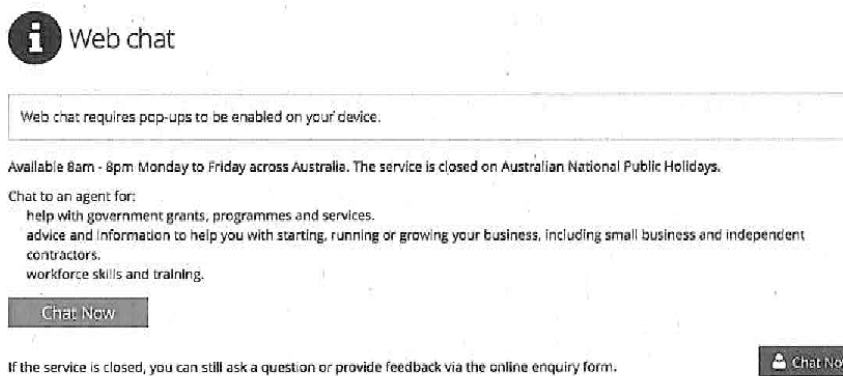 Web chat
Web chat requires pop-ups to be enabled on your device.
Available 8am - 8pm Monday to Friday across Australia. The service is closed on Australian National Public Holidays.
Chat to an agent for:
help with government grants, programmes and services.
advice and information to help you with starting, running or growing your business, including small business and independent
contractors.
workforce skills and training.
Chat Now
If the service is closed, you can still ask a question or provide feedback via the online enquiry form.
Chat No